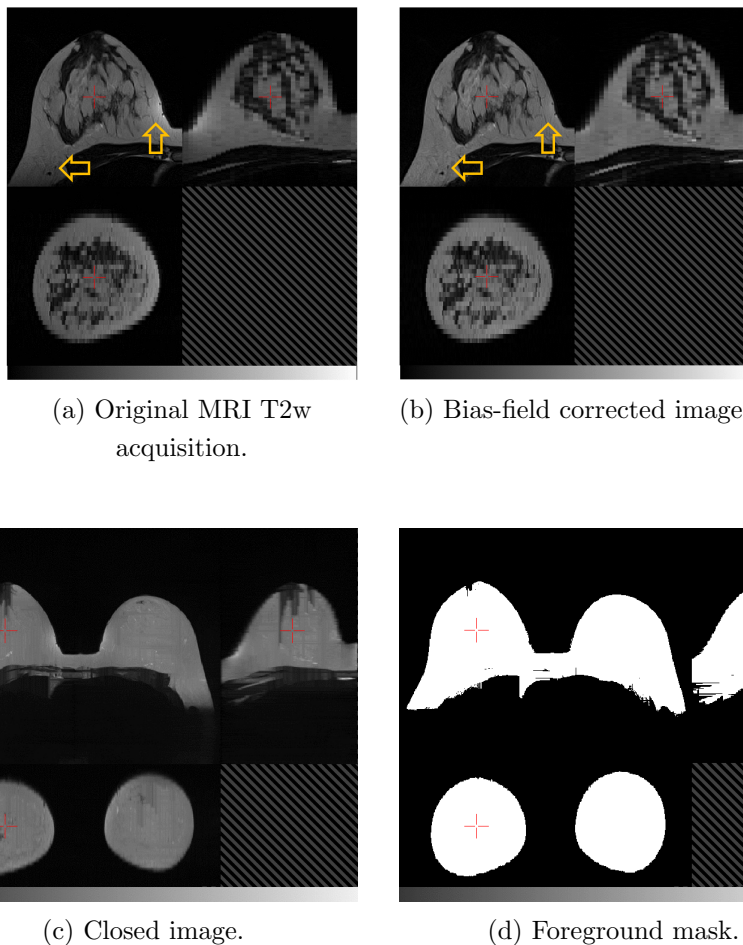 (a) Original MRI T2w
acquisition.
(b) Bias-field corrected image
(c) Closed image.
(d) Foreground mask.